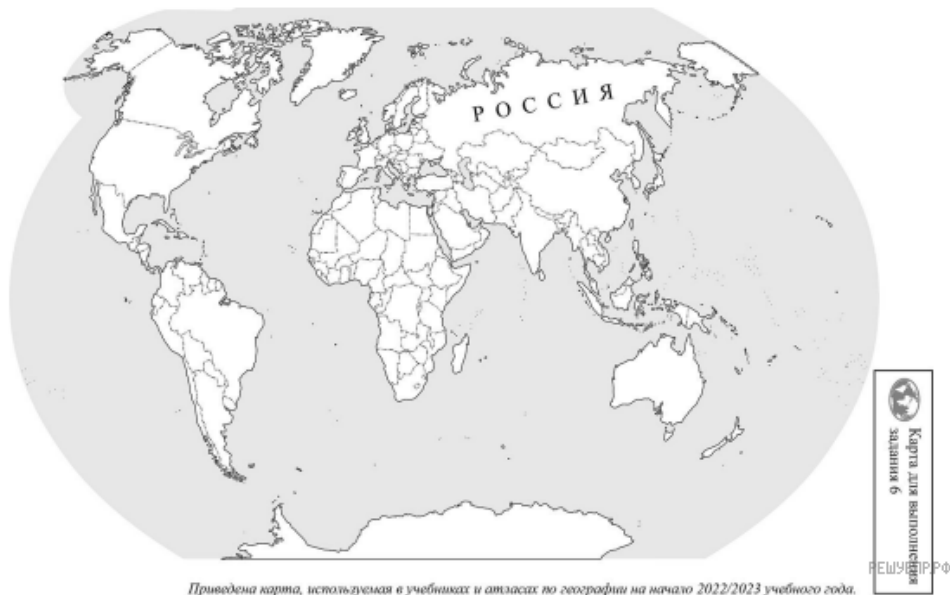 РОССИЯ
Карта для выполнения
задания 6
РЕШУВПР.РФ
Приведена карта, используемая в учебниках и атласах по географии на начало 2022/2023 учебного года.